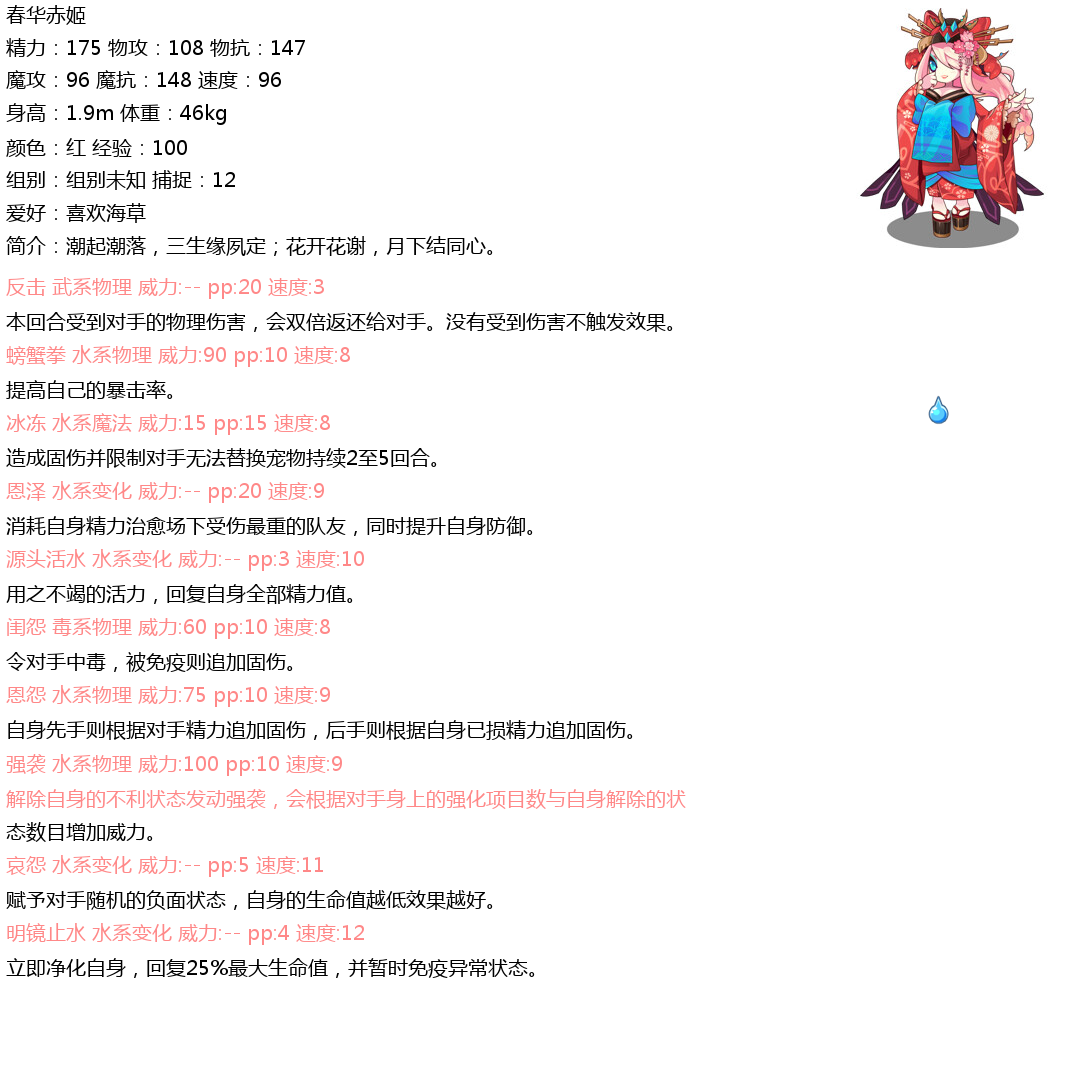 春华赤姬
精力：175 物攻：108 物抗：147
魔攻：96 魔抗：148 速度：96
身高：1.9m 体重：46kg
颜色：红 经验：100
组别：组别未知 捕捉：12
爱好：喜欢海草
简介：潮起潮落，三生缘夙定；花开花谢，月下结同心。
反击 武系物理 威力:-- pp:20 速度:3
本回合受到对手的物理伤害，会双倍返还给对手。没有受到伤害不触发效果。
螃蟹拳 水系物理 威力:90 pp:10 速度:8
提高自己的暴击率。
冰冻 水系魔法 威力:15 pp:15 速度:8
造成固伤并限制对手无法替换宠物持续2至5回合。
恩泽 水系变化 威力:-- pp:20 速度:9
消耗自身精力治愈场下受伤最重的队友，同时提升自身防御。
源头活水 水系变化 威力:-- pp:3 速度:10
用之不竭的活力，回复自身全部精力值。
闺怨 毒系物理 威力:60 pp:10 速度:8
令对手中毒，被免疫则追加固伤。
恩怨 水系物理 威力:75 pp:10 速度:9
自身先手则根据对手精力追加固伤，后手则根据自身已损精力追加固伤。
强袭 水系物理 威力:100 pp:10 速度:9
解除自身的不利状态发动强袭，会根据对手身上的强化项目数与自身解除的状
态数目增加威力。
哀怨 水系变化 威力:-- pp:5 速度:11
赋予对手随机的负面状态，自身的生命值越低效果越好。
明镜止水 水系变化 威力:-- pp:4 速度:12
立即净化自身，回复25%最大生命值，并暂时免疫异常状态。